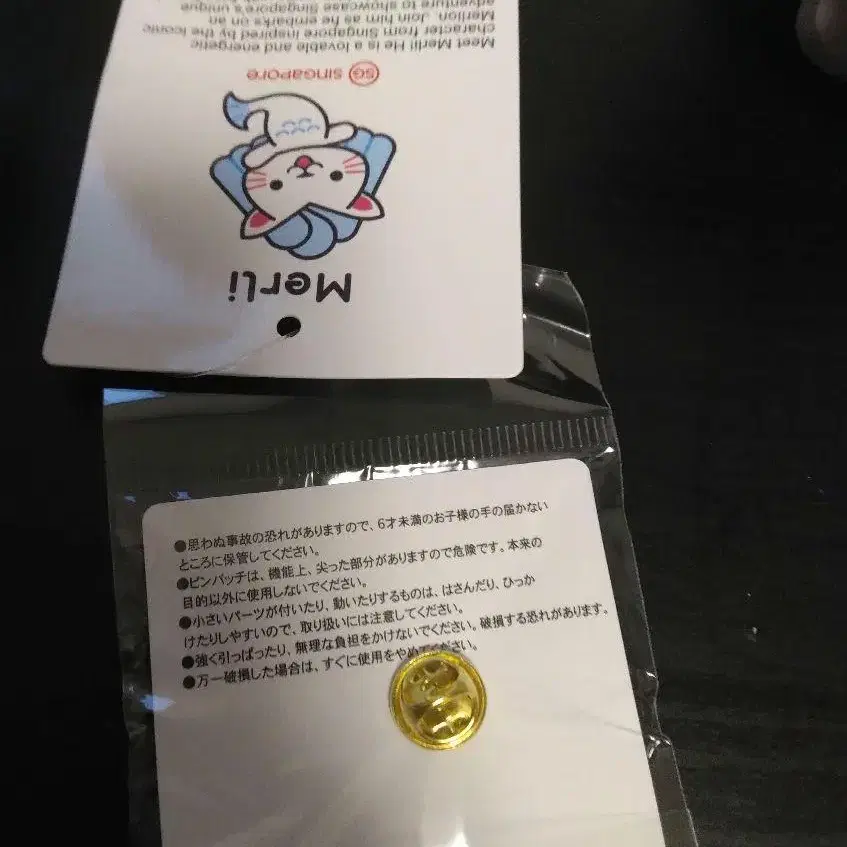 Merli
SG SINGAPORE
Meet Merli! He is a lovable and energetic
character from Singapore inspired by the iconic
Merlion. Join him as he embarks on an
adventure to showcase Singapore's unique
●思わぬ事故の恐れがありますので、6才未満のお子様の手の届かない
ところに保管してください。
●ピンバッチは、機能上、尖った部分がありますので危険です。本来の
目的以外に使用しないでください。
●小さいパーツが付いたり、動いたりするものは、はさんだり、ひっか
けたりしやすいので、取り扱いには注意してください。
●強く引っぱったり、無理な負担をかけないでください。破損する恐れがあります。
●万一破損した場合は、すぐに使用をやめてください。